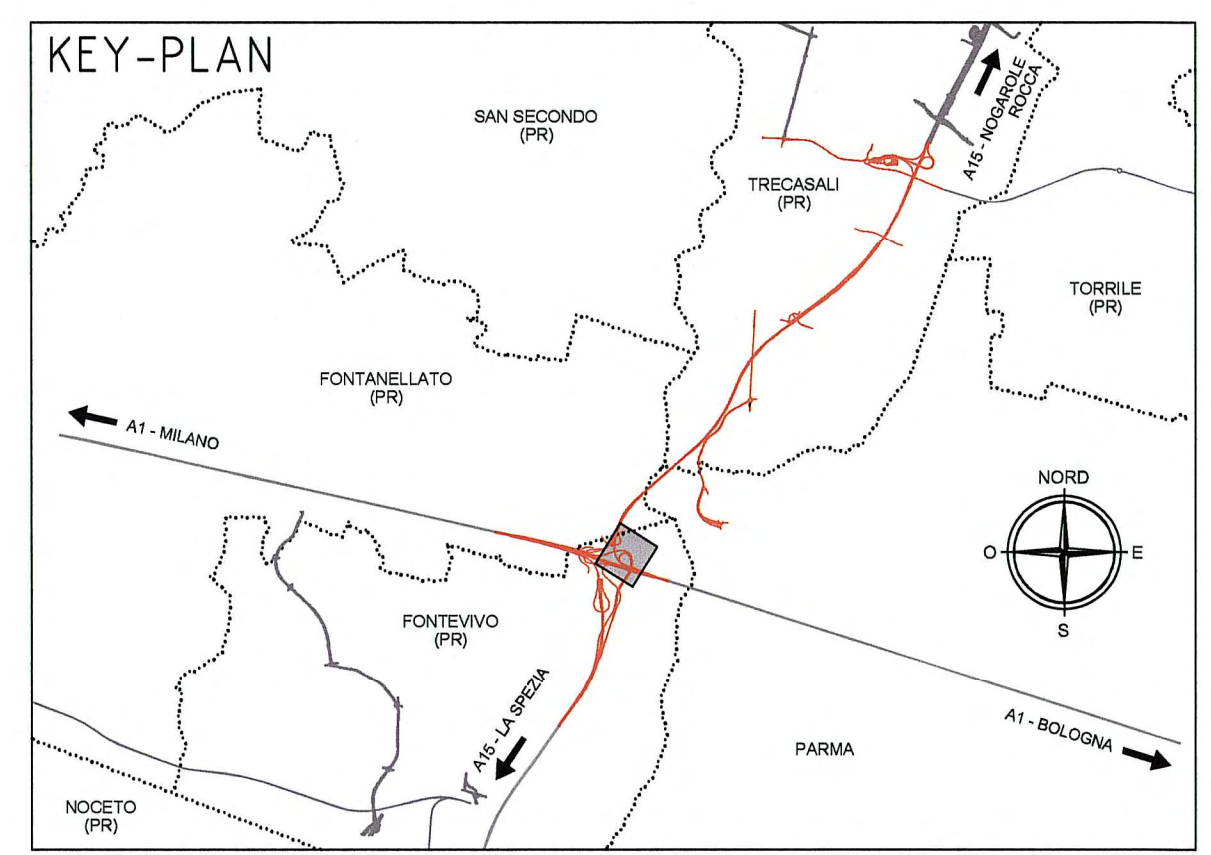 KEY-PLAN
SAN SECONDO
(PR)
A15 - NOGAROLE
ROCCA
TRECASALI
(PR)
TORRILE
(PR)
FONTANELLATO
(PR)
A1 - MILANO
NORD
O
E
S
FONTEVIVO
(PR)
A15 - LA SPEZIA
A1 - BOLOGNA
PARMA
NOCETO
(PR)